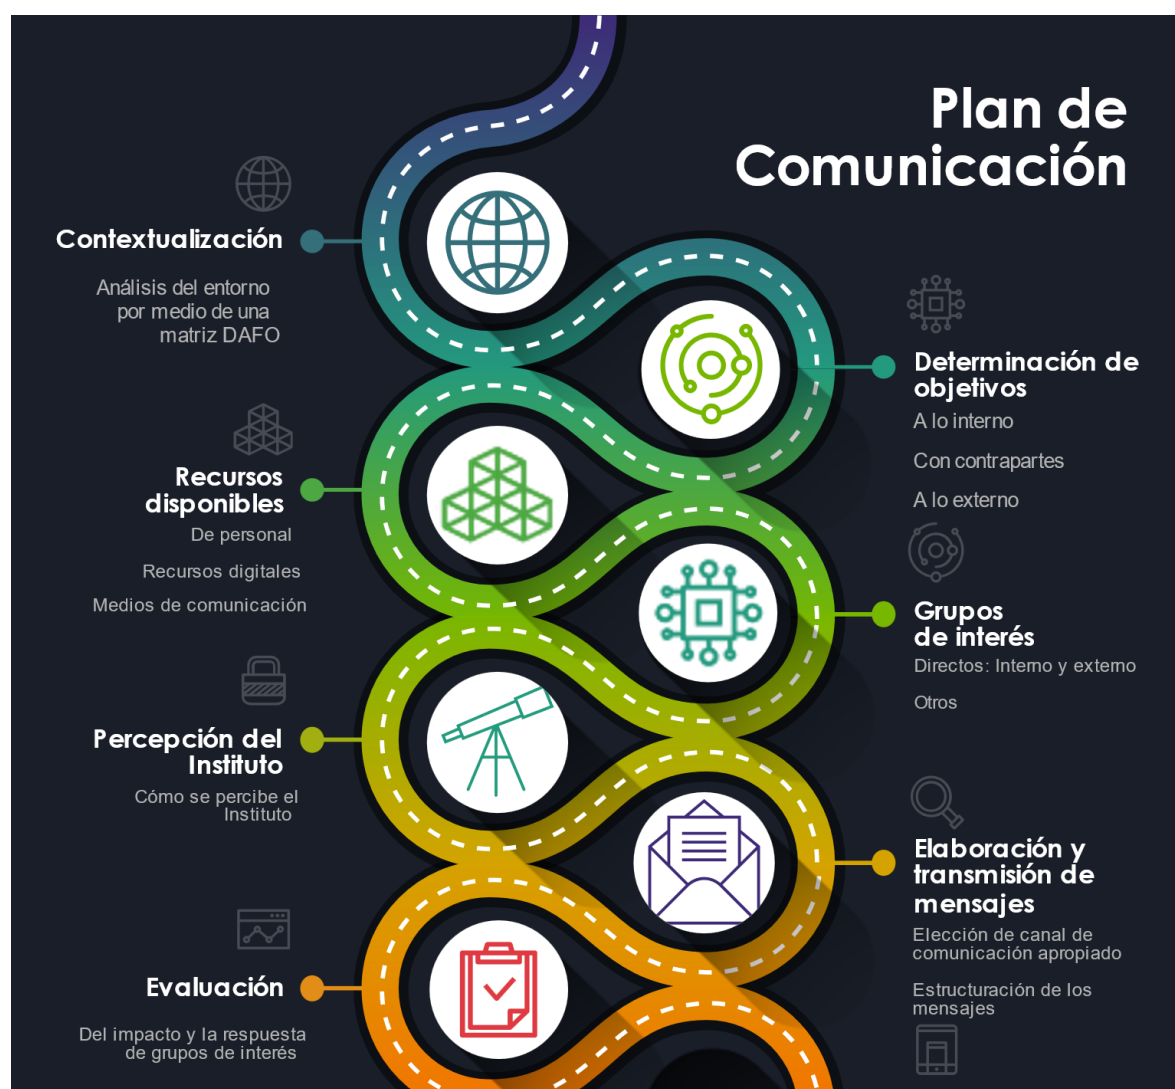 Plan de
Comunicación
Contextualización
Análisis del entorno
por medio de una
matriz DAFO
Determinación de
objetivos
A lo interno
Con contrapartes
A lo externo
Recursos
disponibles
De personal
Recursos digitales
Medios de comunicación
Grupos
de interés
Directos: Interno y externo
Otros
Percepción del
Instituto
Cómo se percibe el
Instituto
Elaboración y
transmisión de
mensajes
Elección de canal de
comunicación apropiado
Estructuración de los
mensajes
Evaluación
Del impacto y la respuesta
de grupos de interés